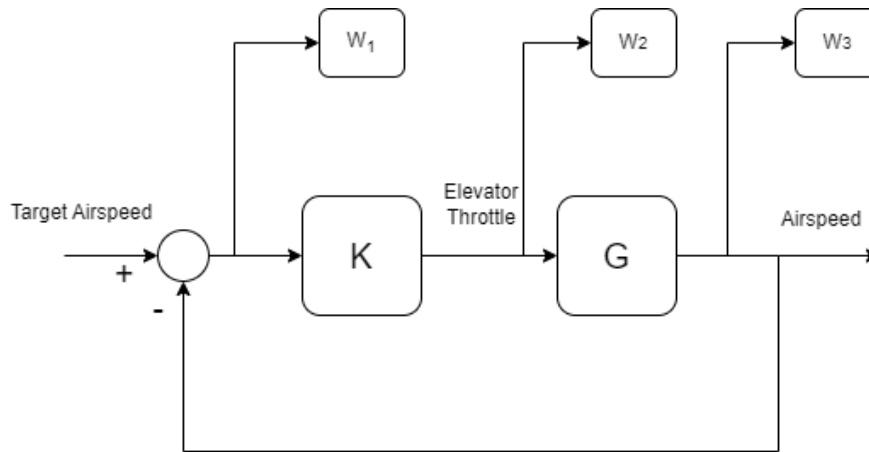 W₁
W2
W3
Target Airspeed
+
-
K
Elevator
Throttle
G
Airspeed